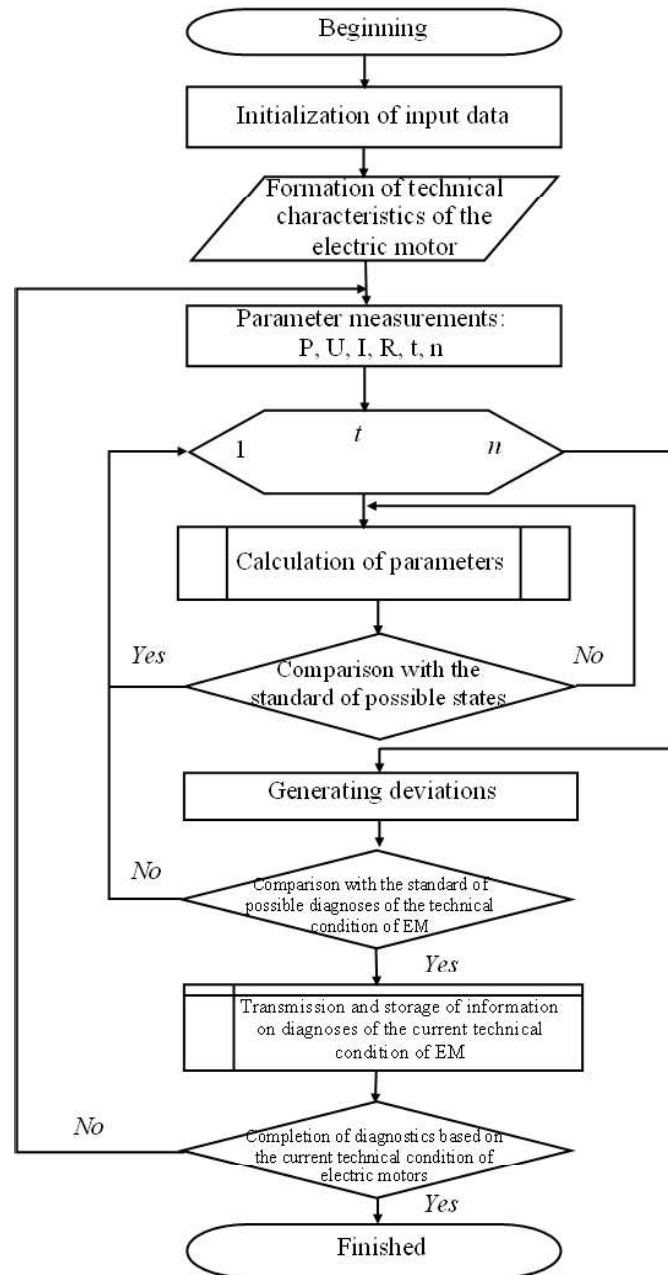 Beginning
Initialization of input data
Formation of technical
characteristics of the
electric motor
Parameter measurements:
P, U, I, R, t, n
1 t n
Calculation of parameters
Yes
No
Comparison with the
standard of possible states
Generating deviations
No
Comparison with the standard of
possible diagnoses of the technical
condition of EM
Yes
Transmission and storage of information
on diagnoses of the current technical
condition of EM
No
Completion of diagnostics based on
the current technical condition of
electric motors
Yes
Finished